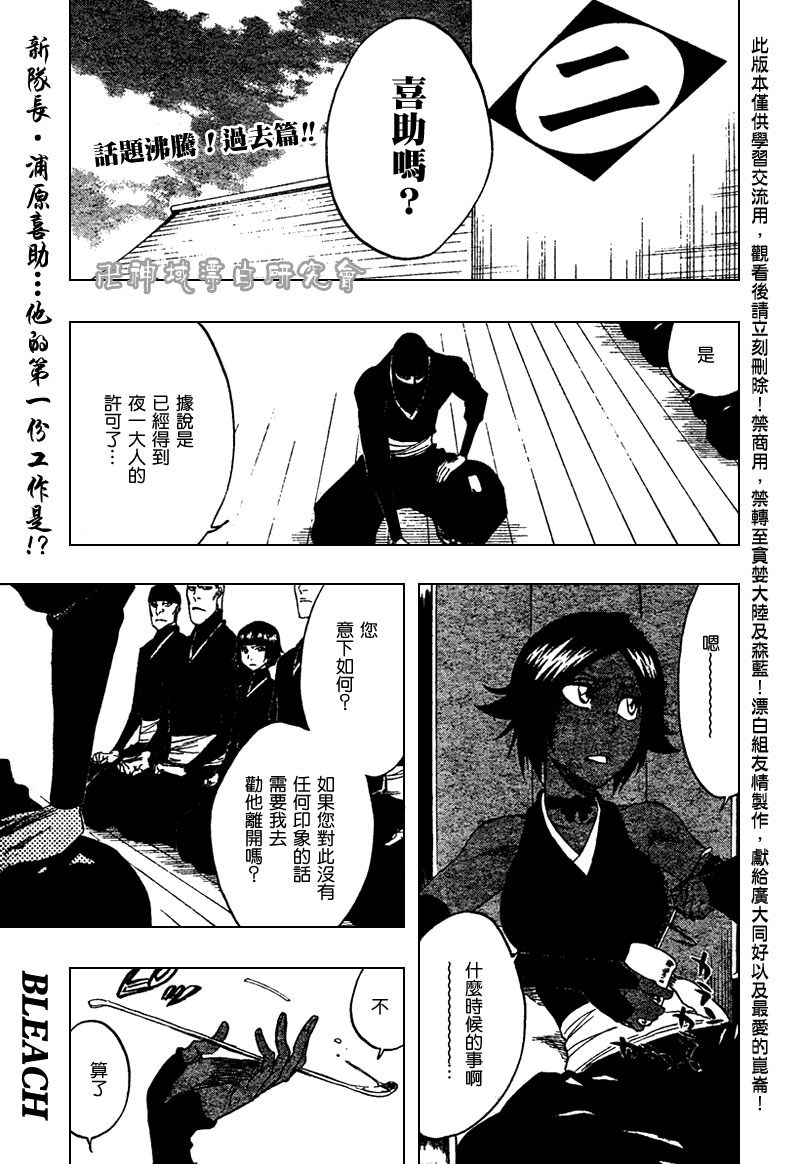 此版本僅供學習交流用，觀看後請立刻刪除！禁商用，禁轉至貪婪大陸及森藍！漂白組友情製作，獻給廣大同好以及最愛的崑崙！
二
喜助嗎？
話題沸騰！過去篇!!
新隊長・浦原喜助…他的第一份工作是!?
卍神域漂白研究會
是
據說是
已經得到
夜一大人的
許可了…
嗯～
什麼時候的事啊～
カカ
您
意下如何？
如果您對此沒有
任何印象的話
需要我去
勸他離開嗎？
不
算了
BLEACH